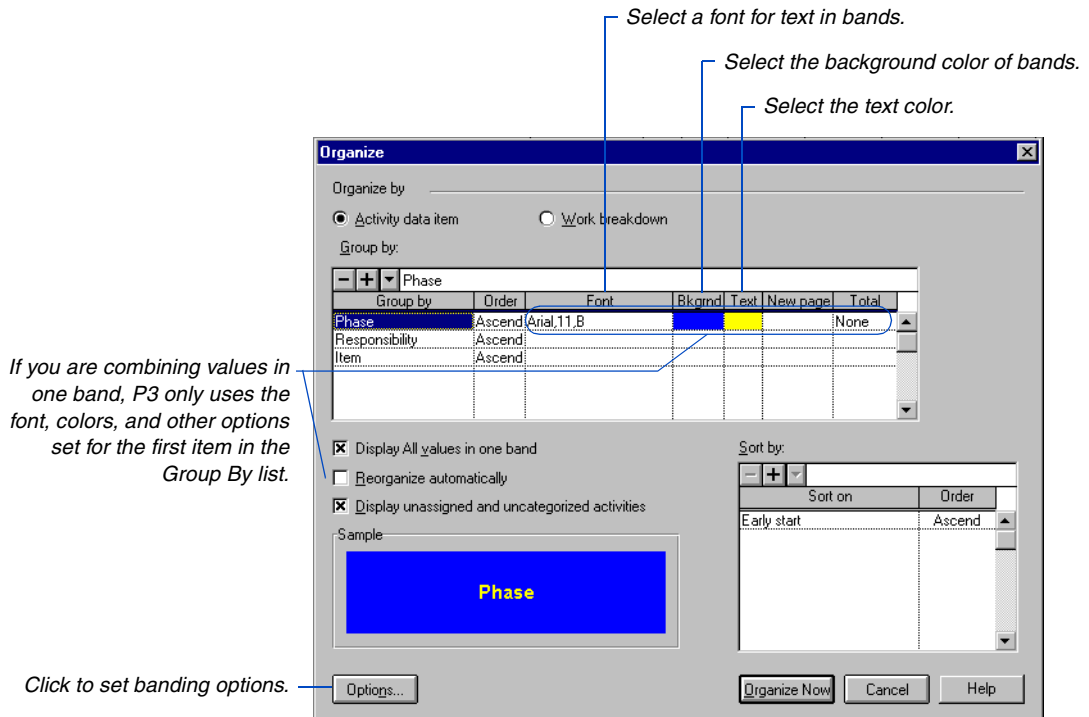 Select a font for text in bands.
Select the background color of bands.
Select the text color.
Organize
Organize by
Activity data item
Work breakdown
Group by:
Phase
Group by Order Font Bkgrnd Text New page Total
Phase Ascend Arial,11,B None
Responsibility Ascend
Item Ascend
If you are combining values in
one band, P3 only uses the
font, colors, and other options
set for the first item in the
Group By list.
Display All values in one band
Reorganize automatically
Display unassigned and uncategorized activities
Sort by:
Sort on Order
Early start Ascend
Sample
Phase
Click to set banding options.
Options...
Organize Now
Cancel
Help